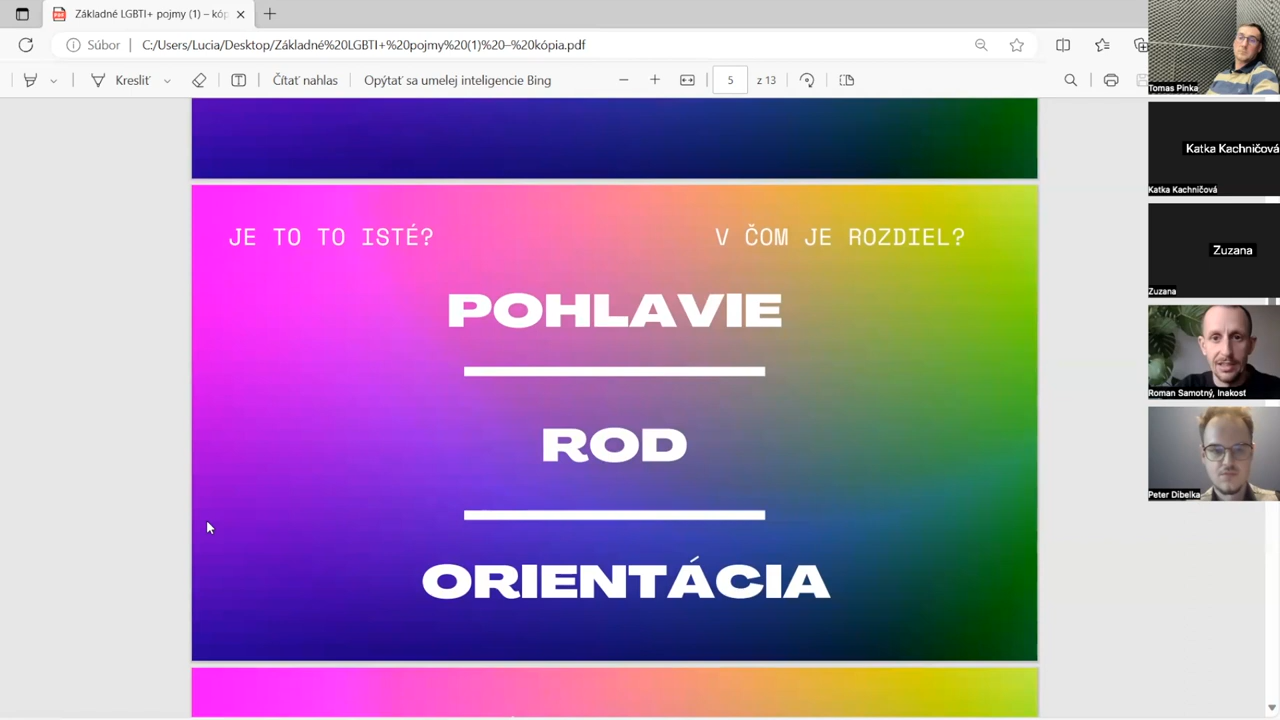 Základné LGBTI+ pojmy (1) – kóp
Súbor
C:/Users/Lucia/Desktop/Základné%20LGBTI+%20pojmy%20(1)%20-%20kópia.pdf
Kresliť
Čítať nahlas
Opýtať sa umelej inteligencie Bing
5
z 13
JE TO TO ISTÉ?
V ČOM JE ROZDIEL?
POHLAVIE
ROD
ORIENTÁCIA
Tomas Pinka
Katka Kachničová
Katka Kachničová
Zuzana
Zuzana
Roman Samotný, Inakosť
Peter Dibelka